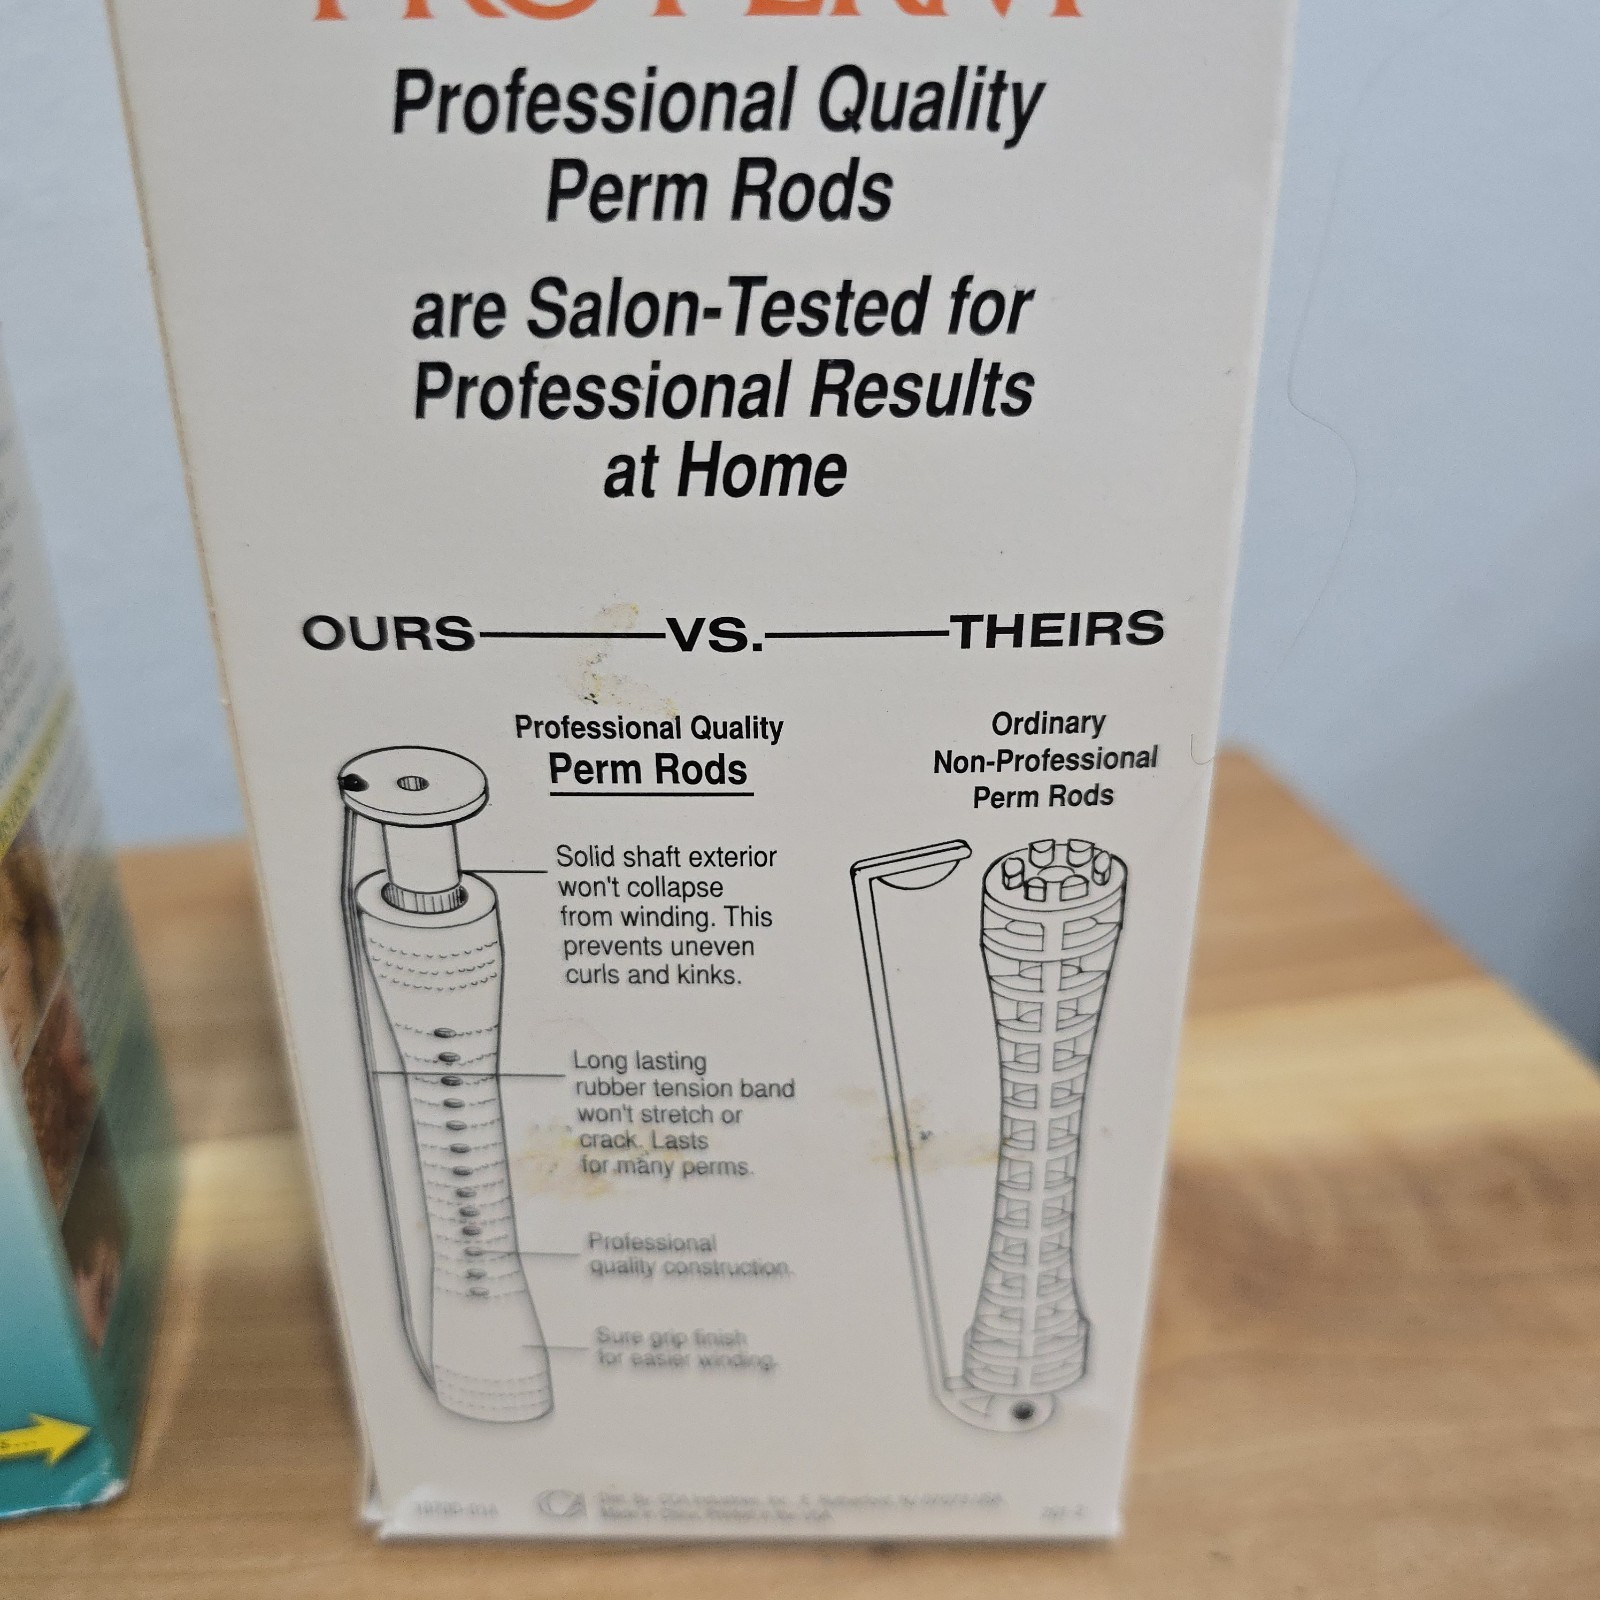 PRO PERM
Professional Quality
Perm Rods
are Salon-Tested for
Professional Results
at Home
OURS VS. THEIRS
Professional Quality
Perm Rods
Solid shaft exterior
won't collapse
from winding. This
prevents uneven
curls and kinks.
Long lasting
rubber tension band
won't stretch or
crack. Lasts
for many perms.
Professional
quality construction.
Sure grip finish
for easier winding.
Ordinary
Non-Professional
Perm Rods